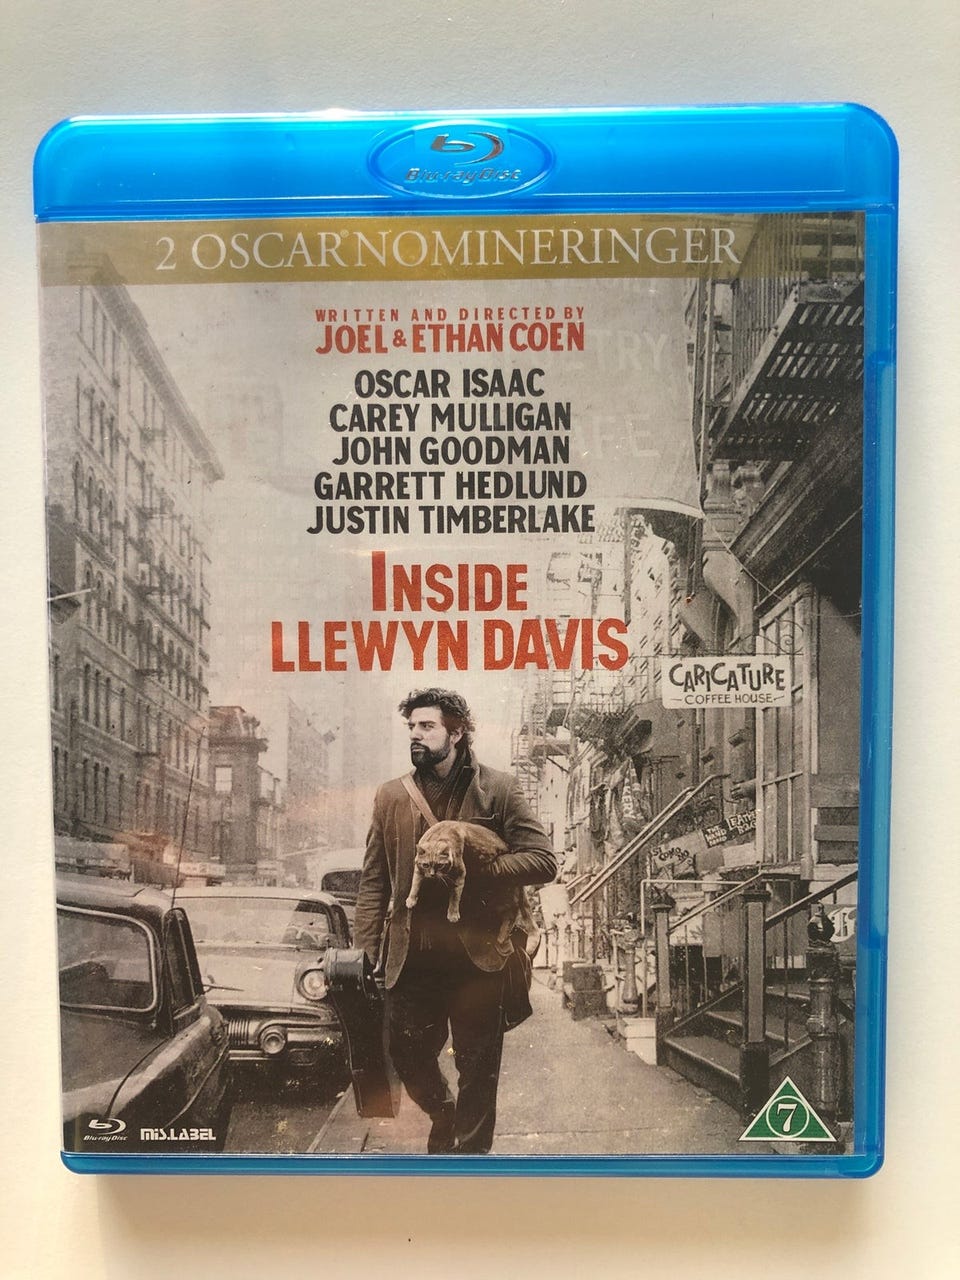 Blu-ray Disc
2 OSCAR® NOMINERINGER
WRITTEN AND DIRECTED BY
JOEL & ETHAN COEN
OSCAR ISAAC
CAREY MULLIGAN
JOHN GOODMAN
GARRETT HEDLUND
JUSTIN TIMBERLAKE
INSIDE
LLEWYN DAVIS
CARICATURE
COFFEE HOUSE
7
Blu-ray Disc
MIS.LABEL